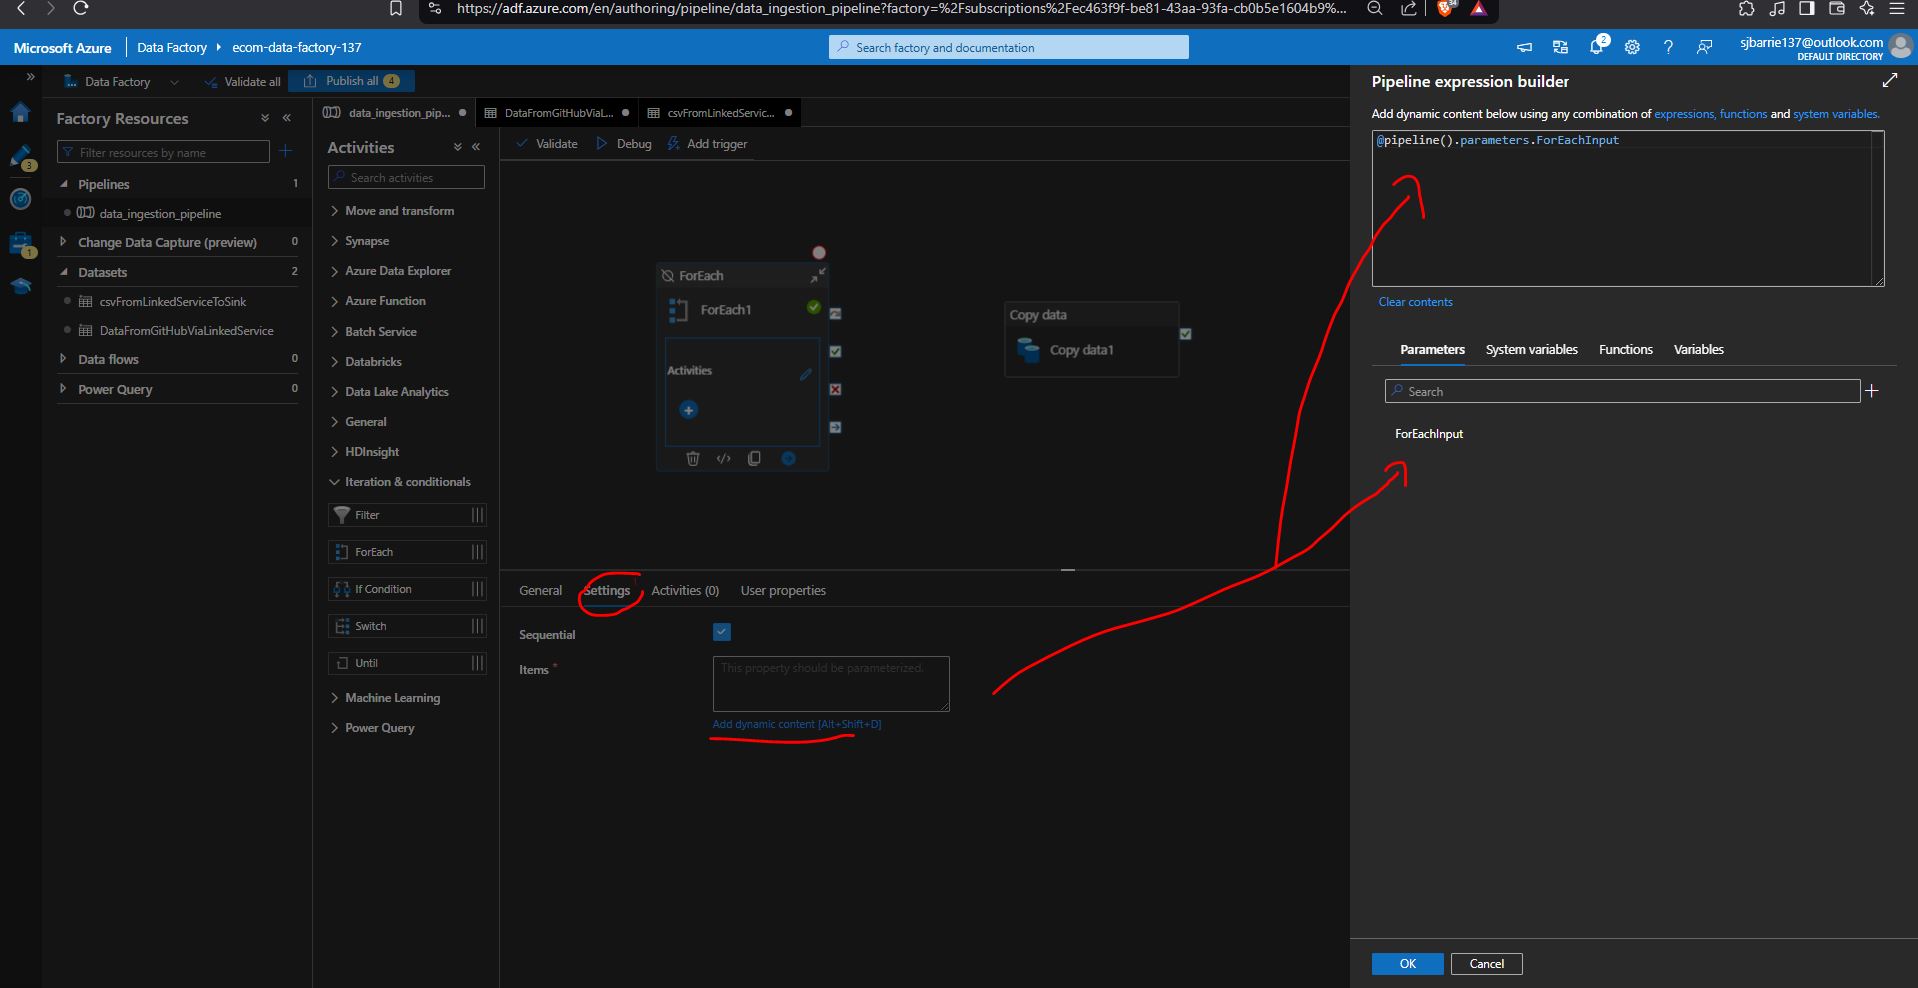 https://adf.azure.com/en/authoring/pipeline/data_ingestion_pipeline?factory=%2Fsubscriptions%2Fec463f9f-be81-43aa-93fa-cb0b5e1604b9%...
34
Microsoft Azure
Data Factory
ecom-data-factory-137
Search factory and documentation
2
sjbarrie137@outlook.com
DEFAULT DIRECTORY
Data Factory
Validate all
Publish all 4
3
1
Factory Resources
Filter resources by name
Pipelines 1
data_ingestion_pipeline
Change Data Capture (preview) 0
Datasets 2
csvFromLinkedServiceToSink
DataFromGitHubViaLinkedService
Data flows 0
Power Query 0
data_ingestion_pip...
DataFromGitHubViaL...
csvFromLinkedServic...
Activities
Search activities
Move and transform
Synapse
Azure Data Explorer
Azure Function
Batch Service
Databricks
Data Lake Analytics
General
HDInsight
Iteration & conditionals
Filter
ForEach
If Condition
Switch
Until
Machine Learning
Power Query
Validate
Debug
Add trigger
ForEach
ForEach1
Activities
Copy data
Copy data1
General
Settings
Activities (0)
User properties
Sequential
Items *
This property should be parameterized.
Add dynamic content [Alt+Shift+D]
Pipeline expression builder
Add dynamic content below using any combination of expressions, functions and system variables.
@pipeline().parameters.ForEachInput
Clear contents
Parameters
System variables
Functions
Variables
Search
ForEachInput
OK
Cancel